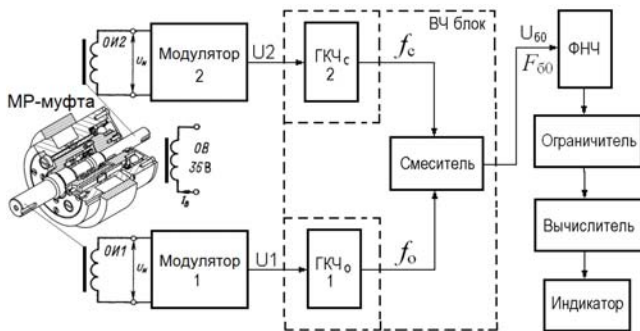 ОИ2
Uи
Модулятор
2
U2
ГКЧс
2
ВЧ блок
fс
U60
Fб0
ФНЧ
МР-муфта
ОВ
36В
Iв
Смеситель
Ограничитель
ОИ1
Uи
Модулятор
1
U1
ГКЧо
1
fо
Вычислитель
Индикатор